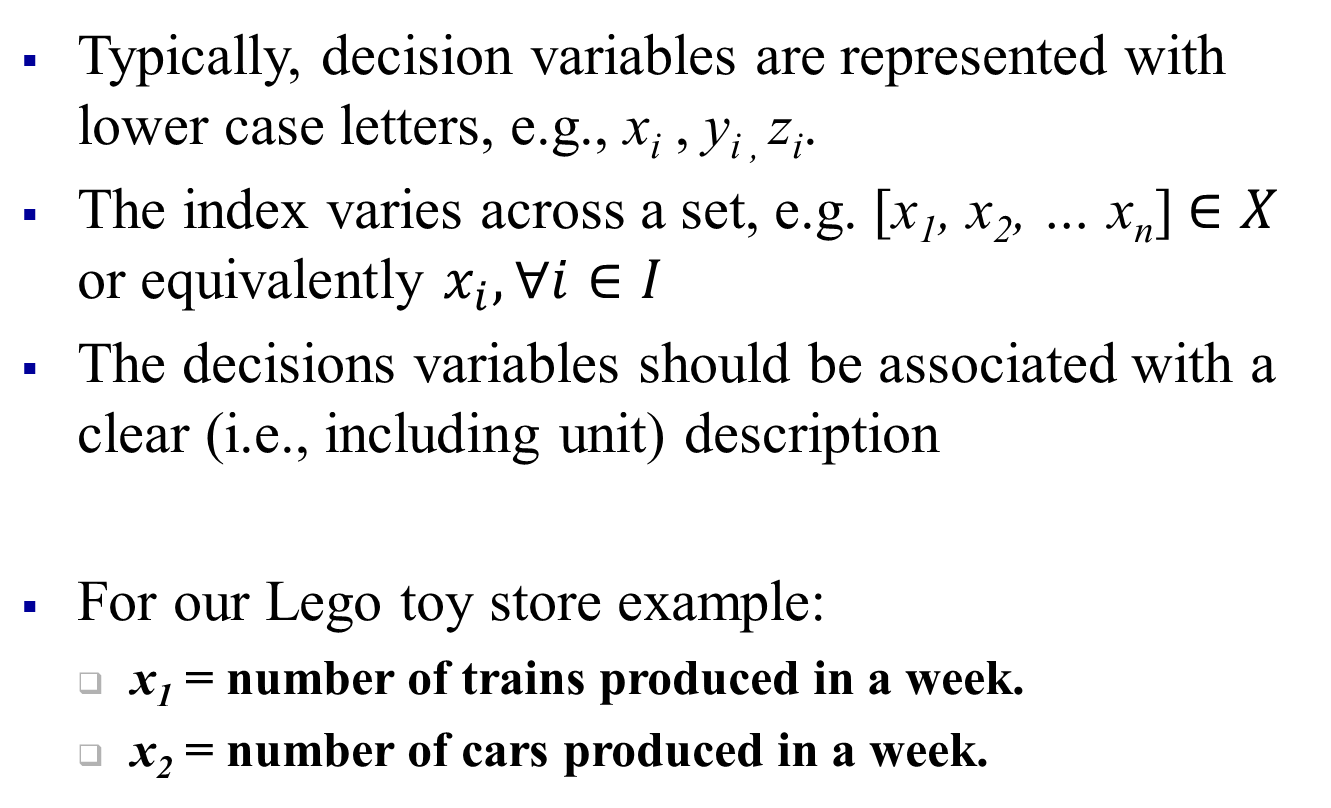 ▪ Typically, decision variables are represented with
lower case letters, e.g., xᵢ , yᵢ , zᵢ.
▪ The index varies across a set, e.g. [x₁, x₂, … xₙ] ∈ X
or equivalently xᵢ, ∀i ∈ I
▪ The decisions variables should be associated with a
clear (i.e., including unit) description
▪ For our Lego toy store example:
❑ x₁ = number of trains produced in a week.
❑ x₂ = number of cars produced in a week.